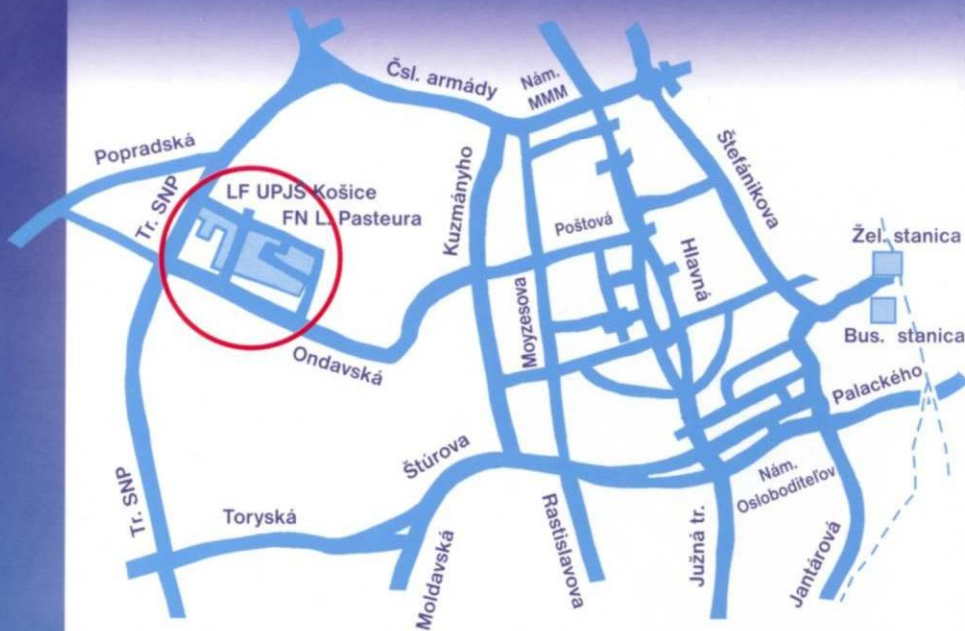 Čsl. armády
Nám.
MMM
Popradská
Tr. SNP
LF UPJŠ Košice
FN L. Pasteura
Kuzmányho
Štefánikova
Poštová
Hlavná
Žel. stanica
Moyzesova
Bus. stanica
Ondavská
Palackého
Štúrova
Nám.
Osloboditeľov
Tr. SNP
Toryská
Moldavská
Rastislavova
Južná tr.
Jantárová